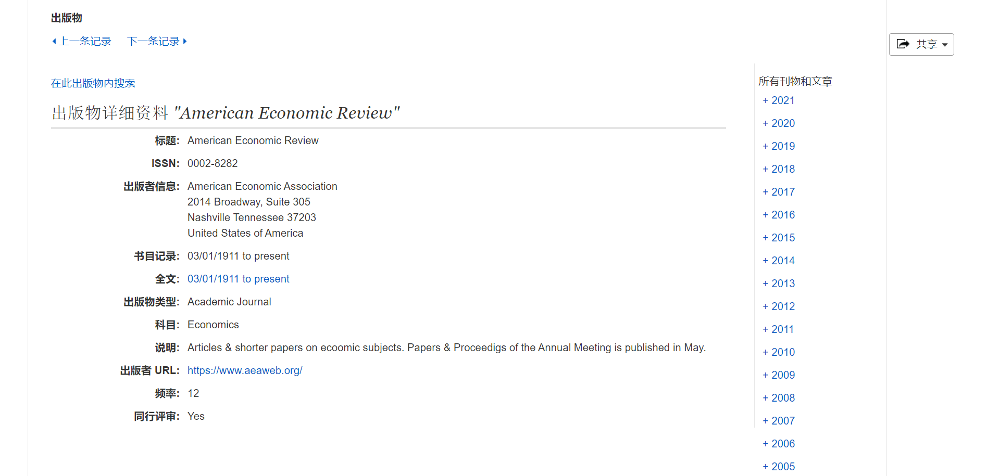 出版物
上一条记录 下一条记录
共享
在此出版物内搜索
出版物详细资料 "American Economic Review"
标题: American Economic Review
ISSN: 0002-8282
出版者信息: American Economic Association
2014 Broadway, Suite 305
Nashville Tennessee 37203
United States of America
书目记录: 03/01/1911 to present
全文: 03/01/1911 to present
出版物类型: Academic Journal
科目: Economics
说明: Articles & shorter papers on ecoomic subjects. Papers & Proceedigs of the Annual Meeting is published in May.
出版者 URL: https://www.aeaweb.org/
频率: 12
同行评审: Yes
所有刊物和文章
+ 2021
+ 2020
+ 2019
+ 2018
+ 2017
+ 2016
+ 2015
+ 2014
+ 2013
+ 2012
+ 2011
+ 2010
+ 2009
+ 2008
+ 2007
+ 2006
+ 2005